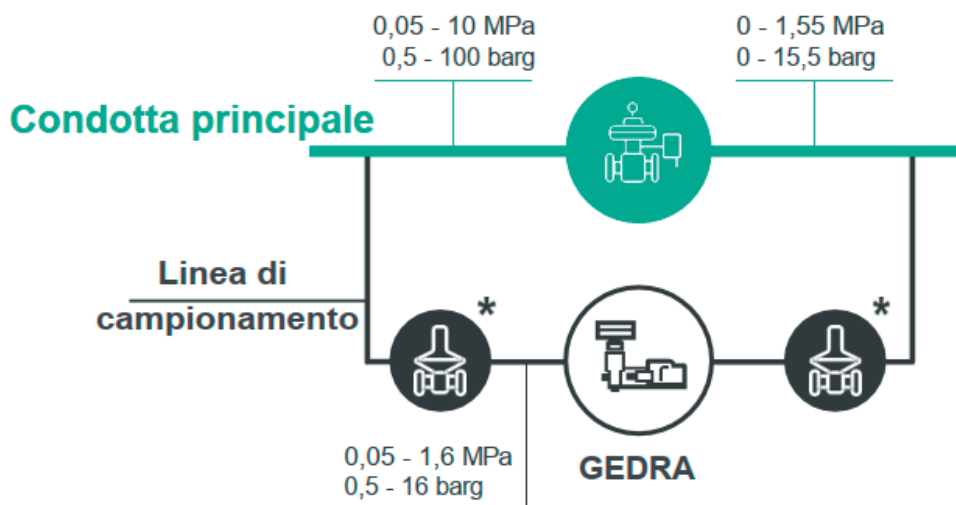 0,05 - 10 MPa
0,5 - 100 barg
0 - 1,55 MPa
0 - 15,5 barg
Condotta principale
Linea di
campionamento
*
*
0,05 - 1,6 MPa
0,5 - 16 barg
GEDRA